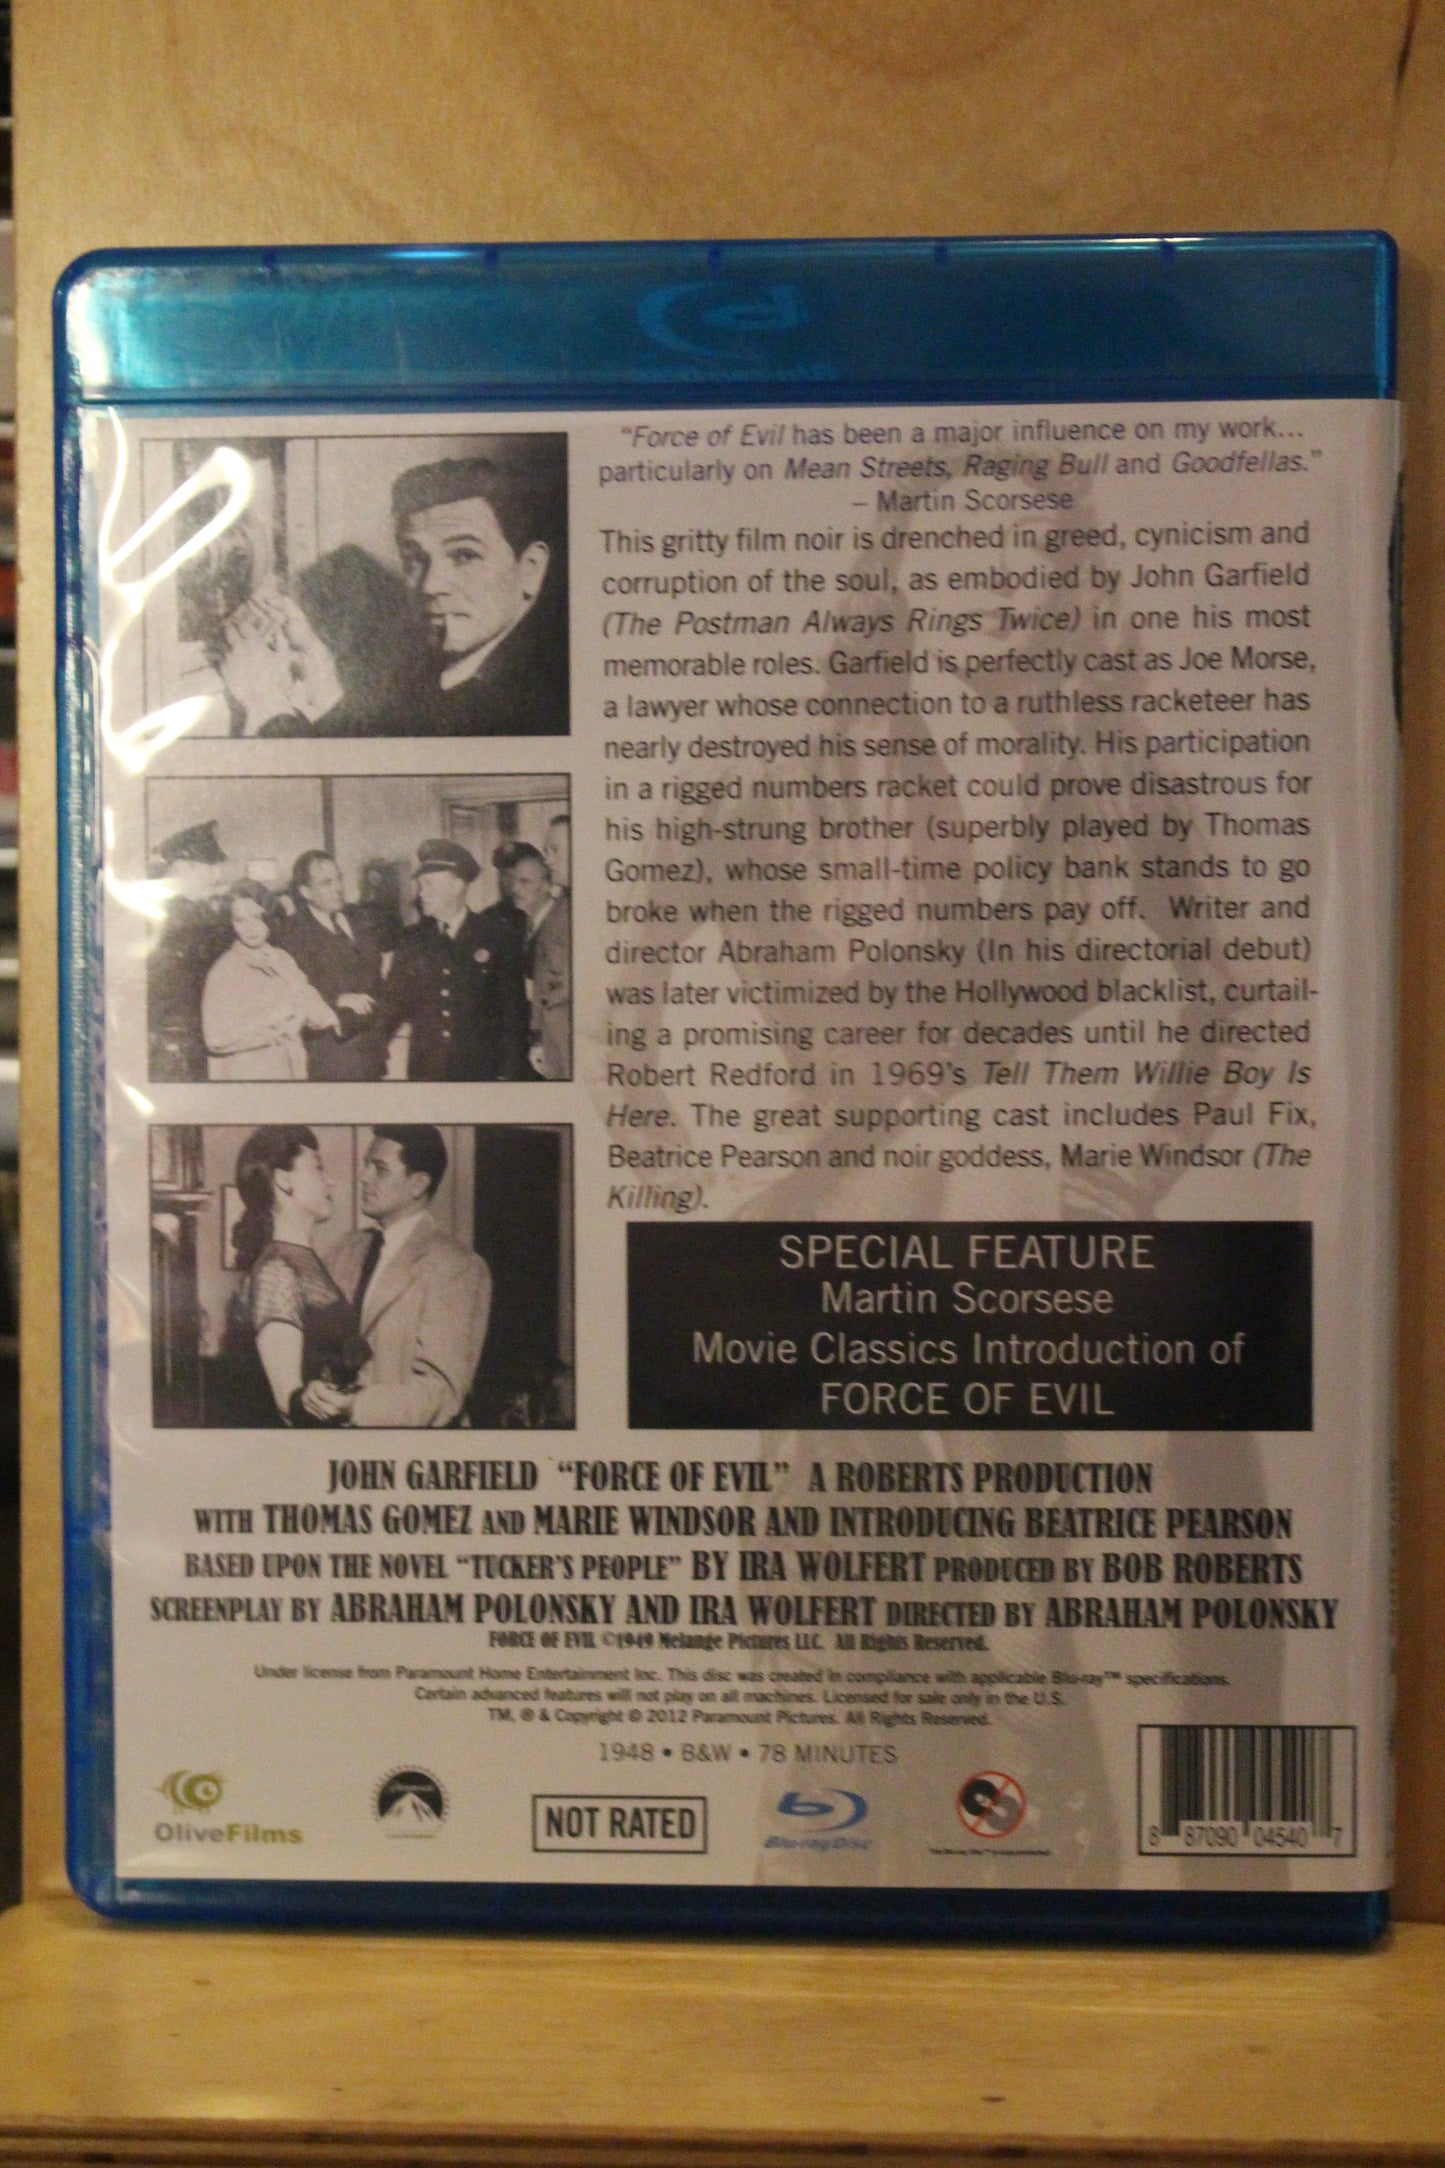 “Force of Evil has been a major influence on my work...
particularly on Mean Streets, Raging Bull and Goodfellas.”
– Martin Scorsese
This gritty film noir is drenched in greed, cynicism and
corruption of the soul, as embodied by John Garfield
(The Postman Always Rings Twice) in one his most
memorable roles. Garfield is perfectly cast as Joe Morse,
a lawyer whose connection to a ruthless racketeer has
nearly destroyed his sense of morality. His participation
in a rigged numbers racket could prove disastrous for
his high-strung brother (superbly played by Thomas
Gomez), whose small-time policy bank stands to go
broke when the rigged numbers pay off. Writer and
director Abraham Polonsky (In his directorial debut)
was later victimized by the Hollywood blacklist, curtail-
ing a promising career for decades until he directed
Robert Redford in 1969's Tell Them Willie Boy Is
Here. The great supporting cast includes Paul Fix,
Beatrice Pearson and noir goddess, Marie Windsor (The
Killing).
SPECIAL FEATURE
Martin Scorsese
Movie Classics Introduction of
FORCE OF EVIL
JOHN GARFIELD “FORCE OF EVIL” A ROBERTS PRODUCTION
WITH THOMAS GOMEZ AND MARIE WINDSOR AND INTRODUCING BEATRICE PEARSON
BASED UPON THE NOVEL “TUCKER'S PEOPLE” BY IRA WOLFERT PRODUCED BY BOB ROBERTS
SCREENPLAY BY ABRAHAM POLONSKY AND IRA WOLFERT DIRECTED BY ABRAHAM POLONSKY
FORCE OF EVIL ©1949 Melange Pictures LLC. All Rights Reserved.
Under license from Paramount Home Entertainment Inc. This disc was created in compliance with applicable Blu-ray™ specifications.
Certain advanced features will not play on all machines. Licensed for sale only in the U.S.
TM, ® & Copyright © 2012 Paramount Pictures. All Rights Reserved.
1948 • B&W • 78 MINUTES
OliveFilms
Paramount
NOT RATED
Blu-ray Disc
8 87090 04540 7